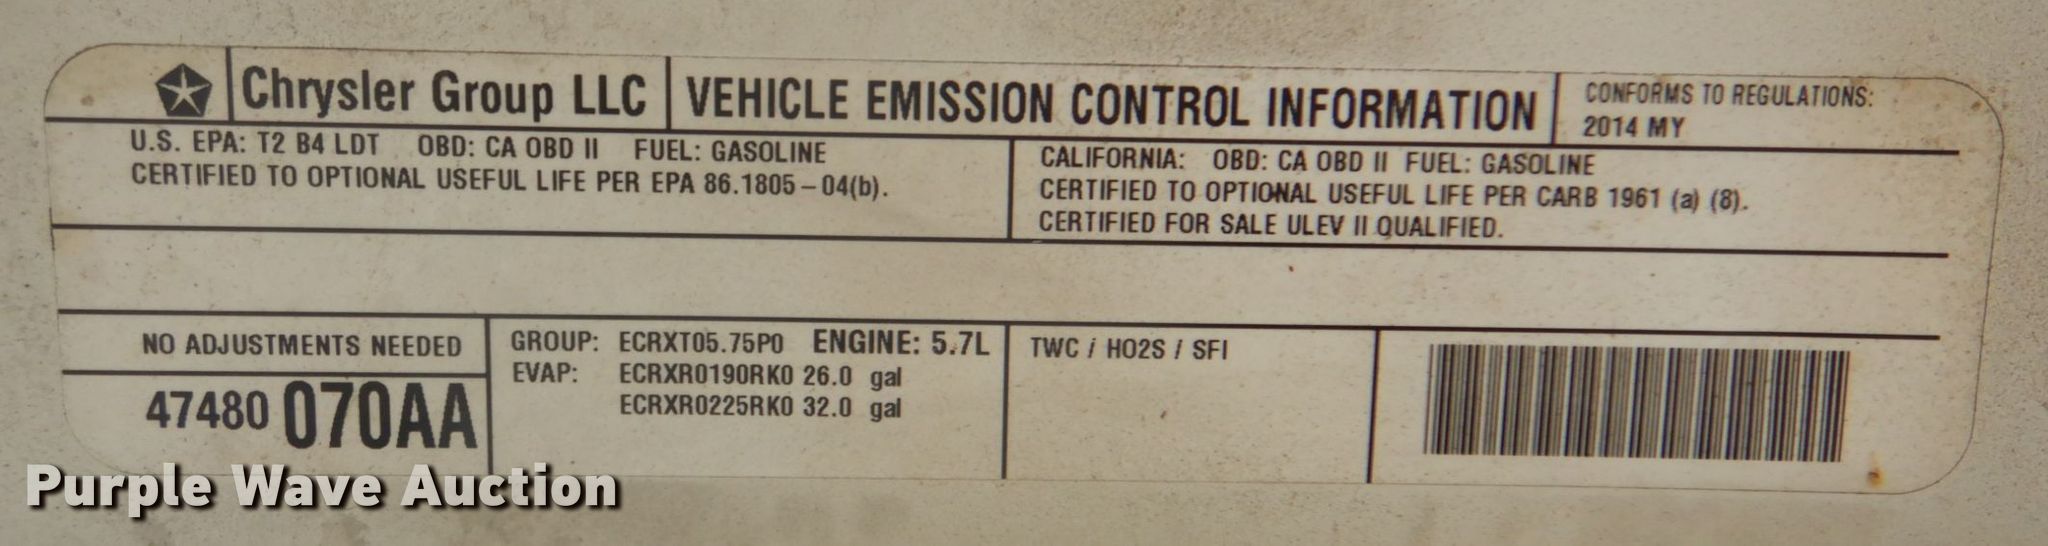 Chrysler Group LLC
VEHICLE EMISSION CONTROL INFORMATION
CONFORMS TO REGULATIONS:
2014 MY
U.S. EPA: T2 B4 LDT OBD: CA OBD II FUEL: GASOLINE
CERTIFIED TO OPTIONAL USEFUL LIFE PER EPA 86.1805-04(b).
CALIFORNIA: OBD: CA OBD II FUEL: GASOLINE
CERTIFIED TO OPTIONAL USEFUL LIFE PER CARB 1961 (a) (8).
CERTIFIED FOR SALE ULEV II QUALIFIED.
NO ADJUSTMENTS NEEDED
47480 070AA
GROUP: ECRXT05.75P0 ENGINE: 5.7L
EVAP: ECRXR0190RK0 26.0 gal
ECRXR0225RK0 32.0 gal
TWC / HO2S / SFI
Purple Wave Auction